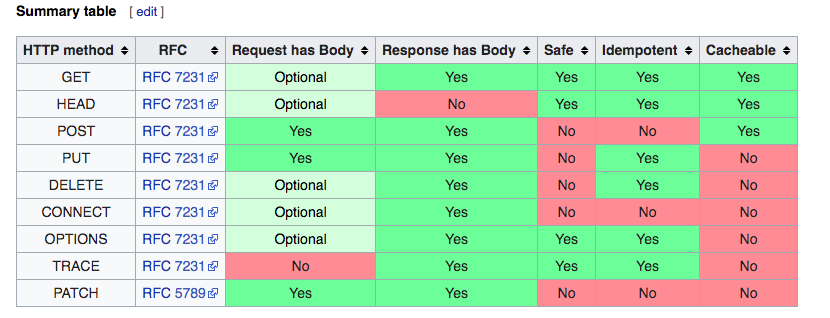 Summary table [ edit ]
HTTP method RFC Request has Body Response has Body Safe Idempotent Cacheable
GET RFC 7231 Optional Yes Yes Yes Yes
HEAD RFC 7231 Optional No Yes Yes Yes
POST RFC 7231 Yes Yes No No Yes
PUT RFC 7231 Yes Yes No Yes No
DELETE RFC 7231 Optional Yes No Yes No
CONNECT RFC 7231 Optional Yes No No No
OPTIONS RFC 7231 Optional Yes Yes Yes No
TRACE RFC 7231 No Yes Yes Yes No
PATCH RFC 5789 Yes Yes No No No